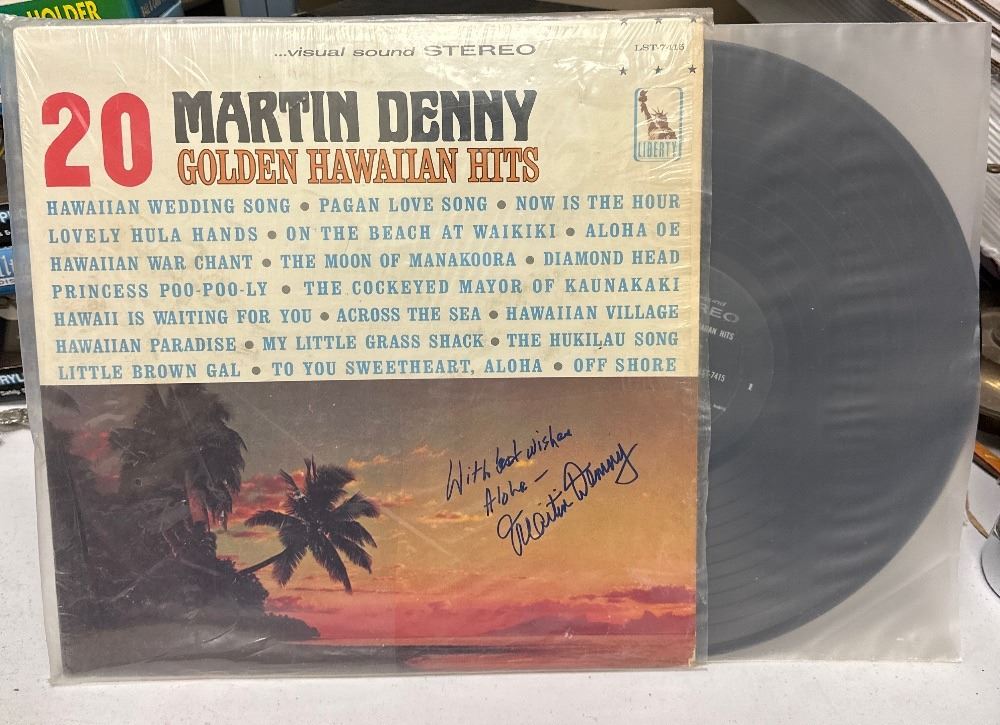 HOLDER
...visual sound STEREO
LST-7415
20 MARTIN DENNY
GOLDEN HAWAIIAN HITS
LIBERTY
HAWAIIAN WEDDING SONG • PAGAN LOVE SONG • NOW IS THE HOUR
LOVELY HULA HANDS • ON THE BEACH AT WAIKIKI • ALOHA OE
HAWAIIAN WAR CHANT • THE MOON OF MANAKOORA • DIAMOND HEAD
PRINCESS POO-POO-LY • THE COCKEYED MAYOR OF KAUNAKAKI
HAWAII IS WAITING FOR YOU • ACROSS THE SEA • HAWAIIAN VILLAGE
HAWAIIAN PARADISE • MY LITTLE GRASS SHACK • THE HUKILAU SONG
LITTLE BROWN GAL • TO YOU SWEETHEART, ALOHA • OFF SHORE
With best wishes
Aloha –
Martin Denny
REO
HITS
ST-7415